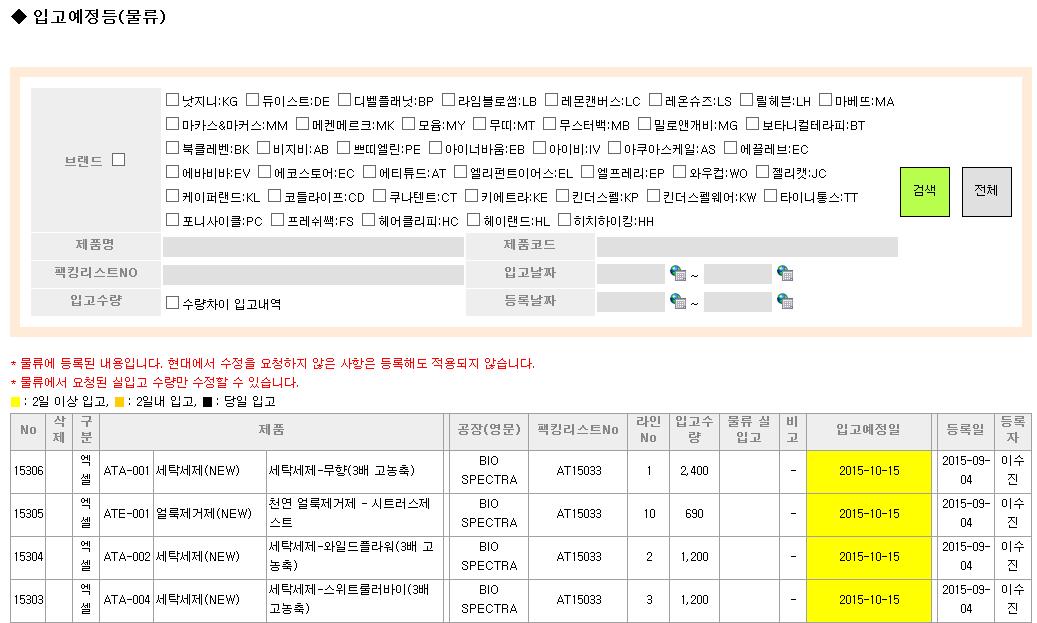 ◆ 입고예정등(물류)
브랜드
낫지니:KG 듀이스트:DE 디벨플래닛:BP 라임블로썸:LB 레몬캔버스:LC 레온슈즈:LS 릴헤븐:LH 마베뜨:MA
마카스&마커스:MM 메켄메르크:MK 모윰:MY 무띠:MT 무스터백:MB 밀로앤개비:MG 보타니컬테라피:BT
북클레벤:BK 비지비:AB 쁘띠엘린:PE 아이너바움:EB 아이비:IV 아쿠아스케일:AS 에끌레브:EC
에바비바:EV 에코스토어:EC 에티튜드:AT 엘리펀트이어스:EL 엘프레리:EP 와우컵:WO 젤리캣:JC
케이퍼랜드:KL 코들라이프:CD 쿠나텐트:CT 키에트라:KE 킨더스펠:KP 킨더스펠웨어:KW 타이니통스:TT
포니사이클:PC 프레쉬쌕:FS 헤어클리피:HC 헤이랜드:HL 히치하이킹:HH
검색 전체
제품명 제품코드
팩킹리스트NO 입고날짜 ~
입고수량 수량차이 입고내역 등록날짜 ~
* 물류에 등록된 내용입니다. 현대에서 수정을 요청하지 않은 사항은 등록해도 적용되지 않습니다.
* 물류에서 요청된 실입고 수량만 수정할 수 있습니다.
: 2일 이상 입고, : 2일내 입고, : 당일 입고
No 삭제 구분 제품 공장(영문) 팩킹리스트No 라인No 입고수량 물류 실입고 비고 입고예정일 등록일 등록자
15306 엑셀 ATA-001 세탁세제(NEW) 세탁세제-무향(3배 고농축) BIO SPECTRA AT15033 1 2,400 - 2015-10-15 2015-09-04 이수진
15305 엑셀 ATE-001 얼룩제거제(NEW) 천연 얼룩제거제 - 시트러스제스트 BIO SPECTRA AT15033 10 690 - 2015-10-15 2015-09-04 이수진
15304 엑셀 ATA-002 세탁세제(NEW) 세탁세제-와일드플라워(3배 고농축) BIO SPECTRA AT15033 2 1,200 - 2015-10-15 2015-09-04 이수진
15303 엑셀 ATA-004 세탁세제(NEW) 세탁세제-스위트룰러바이(3배 고농축) BIO SPECTRA AT15033 3 1,200 - 2015-10-15 2015-09-04 이수진